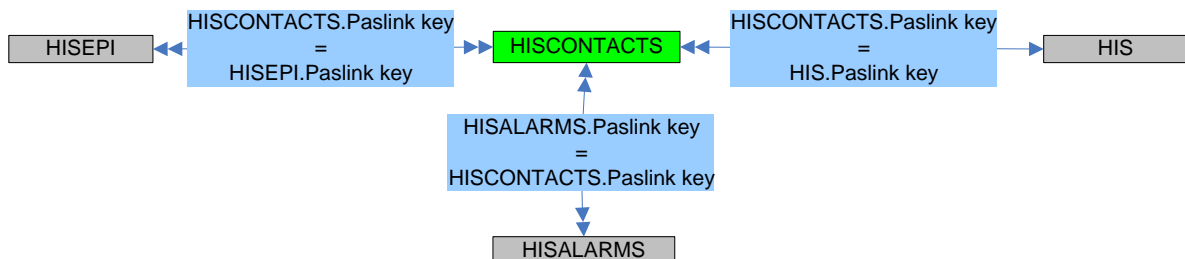 HISCONTACTS.Paslink key
=
HISEPI.Paslink key
HISEPI
HISCONTACTS
HISCONTACTS.Paslink key
=
HIS.Paslink key
HIS
HISALARMS.Paslink key
=
HISCONTACTS.Paslink key
HISALARMS